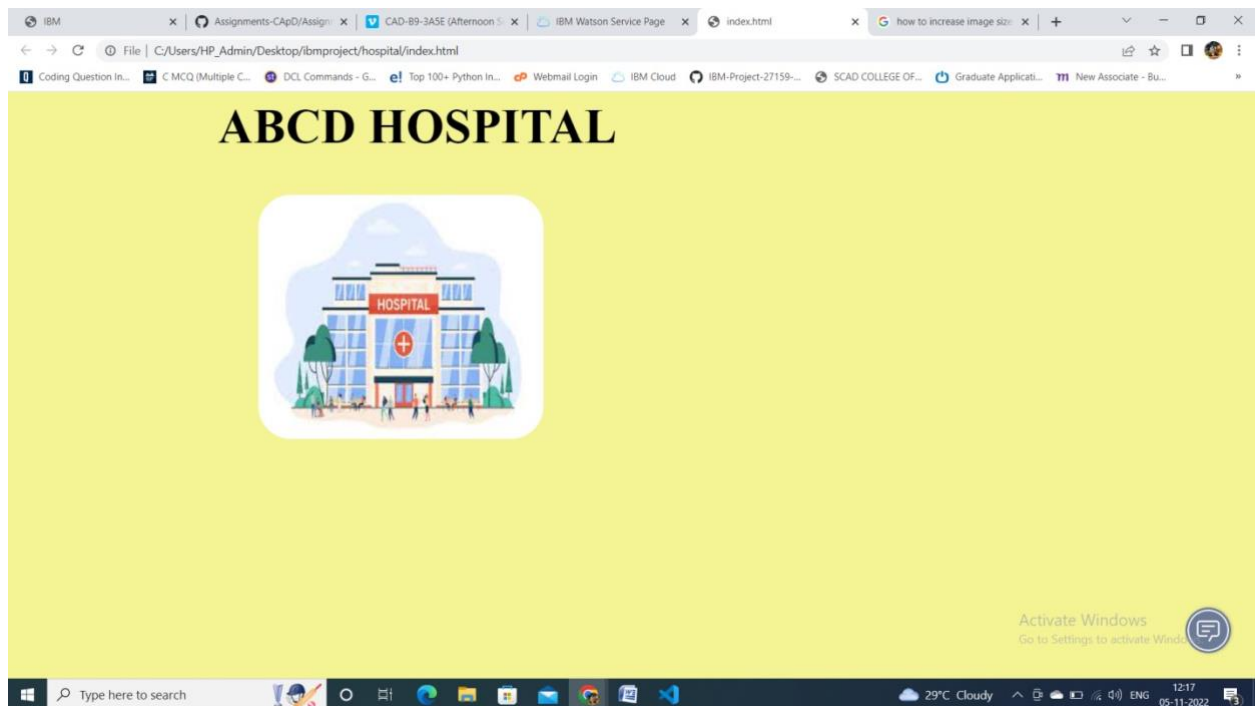 IBM
Assignments-CApD/Assign
CAD-B9-3A5E (Afternoon S
IBM Watson Service Page
index.html
how to increase image size
File | C:/Users/HP_Admin/Desktop/ibmproject/hospital/index.html
Coding Question In...
C MCQ (Multiple C...
DCL Commands - G...
Top 100+ Python In...
Webmail Login
IBM Cloud
IBM-Project-27159-...
SCAD COLLEGE OF...
Graduate Applicati...
New Associate - Bu...
ABCD HOSPITAL
HOSPITAL
Activate Windows
Go to Settings to activate Windo
Type here to search
29°C Cloudy
ENG
12:17
05-11-2022